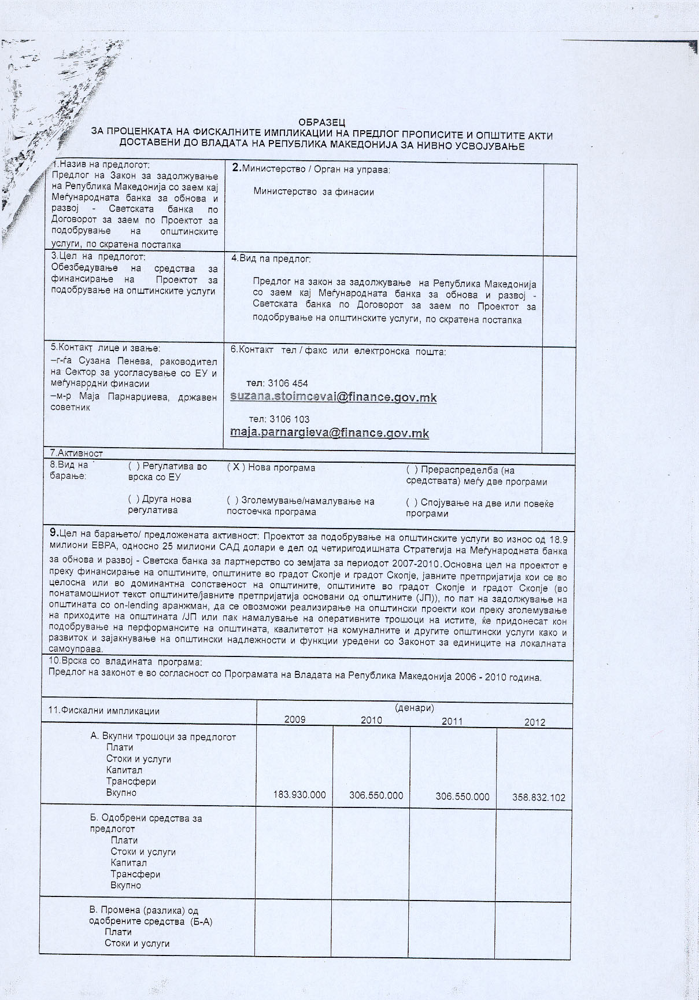 ОБРАЗЕЦ
ЗА ПРОЦЕНКАТА НА ФИСКАЛНИТЕ ИМПЛИКАЦИИ НА ПРЕДЛОГ ПРОПИСИТЕ И ОПШТИТЕ АКТИ
ДОСТАВЕНИ ДО ВЛАДАТА НА РЕПУБЛИКА МАКЕДОНИЈА ЗА НИВНО УСВОЈУВАЊЕ
1.Назив на предлогот:
Предлог на Закон за задолжување
на Република Македонија со заем кај
Меѓународната банка за обнова и
развој - Светската банка по
Договорот за заем по Проектот за
подобрување на општинските
услуги, по скратена постапка
2.Министерство / Орган на управа:
Министерство за финасии
3.Цел на предлогот:
Обезбедување на средства за
финансирање на Проектот за
подобрување на општинските услуги
4.Вид па предлог:
Предлог на закон за задолжување на Република Македонија
со заем кај Меѓународната банка за обнова и развој -
Светската банка по Договорот за заем по Проектот за
подобрување на општинските услуги, по скратена постапка
5.Контакт лице и звање:
–г-ѓа Сузана Пенева, раководител
на Сектор за усогласување со ЕУ и
меѓународни финасии
–м-р Маја Парнарџиева, државен
советник
6.Контакт тел / факс или електронска пошта:
тел: 3106 454
suzana.stoimcevai@finance.gov.mk
тел: 3106 103
maja.parnargieva@finance.gov.mk
7.Активност
8.Вид на
барање:
( ) Регулатива во
врска со ЕУ
( X ) Нова програма
( ) Прераспределба (на
средствата) меѓу две програми
( ) Друга нова
регулатива
( ) Зголемување/намалување на
постоечка програма
( ) Спојување на две или повеќе
програми
9.Цел на барањето/ предложената активност: Проектот за подобрување на општинските услуги во износ од 18.9
милиони ЕВРА, односно 25 милиони САД долари е дел од четиригодишната Стратегија на Меѓународната банка
за обнова и развој - Светска банка за партнерство со земјата за периодот 2007-2010.Основна цел на проектот е
преку финансирање на општините, општините во градот Скопје и градот Скопје, јавните претпријатија кои се во
целосна или во доминантна сопственост на општините, општините во градот Скопје и градот Скопје (во
понатамошниот текст општините/јавните претпријатија основани од општините (ЈП)), по пат на задолжување на
општината со on-lending аранжман, да се овозможи реализирање на општински проекти кои преку зголемување
на приходите на општината /ЈП или пак намалување на оперативните трошоци на истите, ќе придонесат кон
подобрување на перформансите на општината, квалитетот на комуналните и другите општински услуги како и
развиток и зајакнување на општински надлежности и функции уредени со Законот за единиците на локалната
самоуправа.
10.Врска со владината програма:
Предлог на законот е во согласност со Програмата на Владата на Република Македонија 2006 - 2010 година.
11.Фискални импликации
(денари)
2009 2010 2011 2012
А. Вкупни трошоци за предлогот
Плати
Стоки и услуги
Капитал
Трансфери
Вкупно 183.930.000 306.550.000 306.550.000 358.832.102
Б. Одобрени средства за
предлогот
Плати
Стоки и услуги
Капитал
Трансфери
Вкупно
В. Промена (разлика) од
одобрените средства (Б-А)
Плати
Стоки и услуги